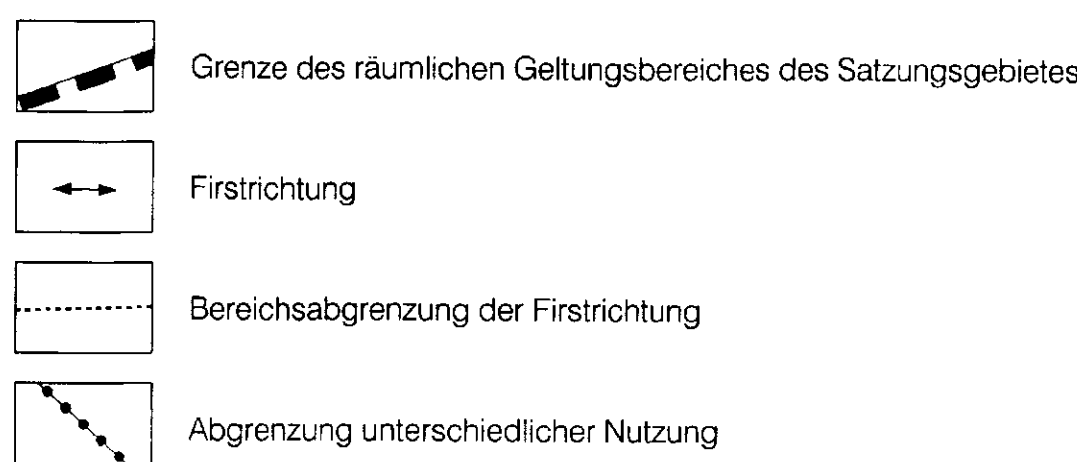 Grenze des räumlichen Geltungsbereiches des Satzungsgebietes
Firstrichtung
Bereichsabgrenzung der Firstrichtung
Abgrenzung unterschiedlicher Nutzung